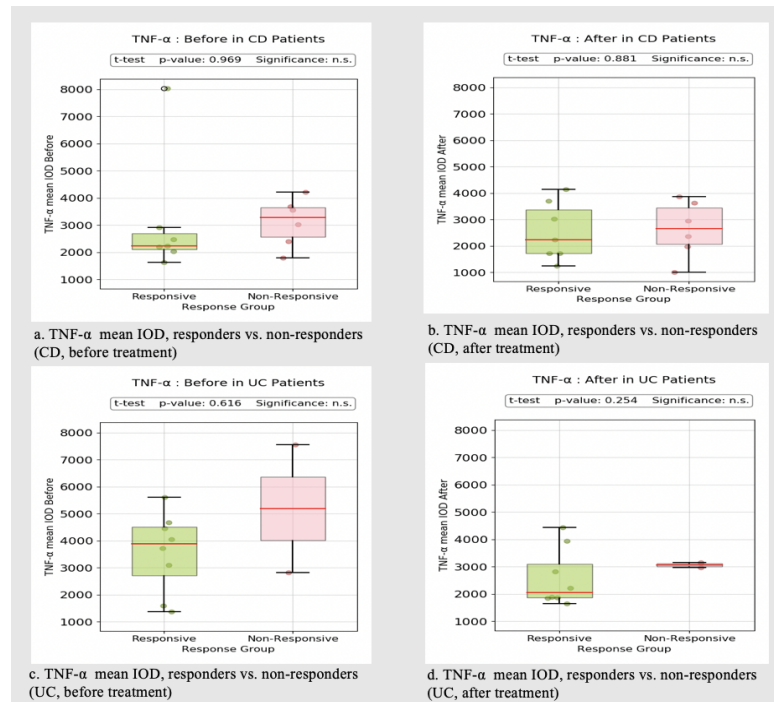 TNF-α : Before in CD Patients
t-test p-value: 0.969 Significance: n.s.
TNF-α mean IOD Before
8000
7000
6000
5000
4000
3000
2000
1000
Responsive Non-Responsive
Response Group
a. TNF-α mean IOD, responders vs. non-responders
(CD, before treatment)
TNF-α : After in CD Patients
t-test p-value: 0.881 Significance: n.s.
TNF-α mean IOD After
8000
7000
6000
5000
4000
3000
2000
1000
Responsive Non-Responsive
Response Group
b. TNF-α mean IOD, responders vs. non-responders
(CD, after treatment)
TNF-α : Before in UC Patients
t-test p-value: 0.616 Significance: n.s.
TNF-α mean IOD Before
8000
7000
6000
5000
4000
3000
2000
1000
Responsive Non-Responsive
Response Group
c. TNF-α mean IOD, responders vs. non-responders
(UC, before treatment)
TNF-α : After in UC Patients
t-test p-value: 0.254 Significance: n.s.
TNF-α mean IOD After
8000
7000
6000
5000
4000
3000
2000
1000
Responsive Non-Responsive
Response Group
d. TNF-α mean IOD, responders vs. non-responders
(UC, after treatment)